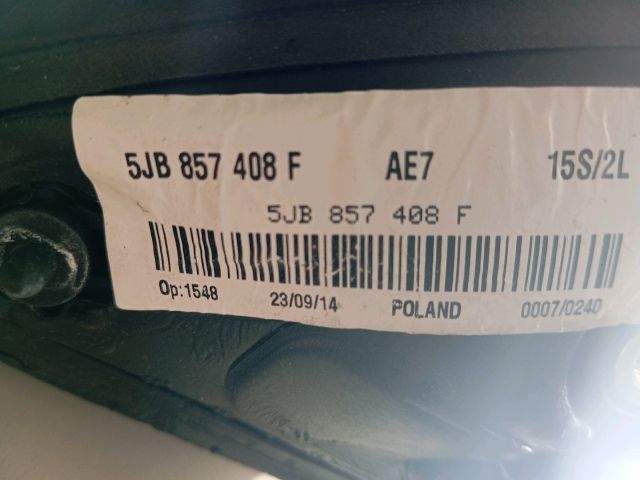 5JB 857 408 F AE7 15S/2L
5JB 857 408 F
Op:1548 23/09/14 POLAND 0007/0240